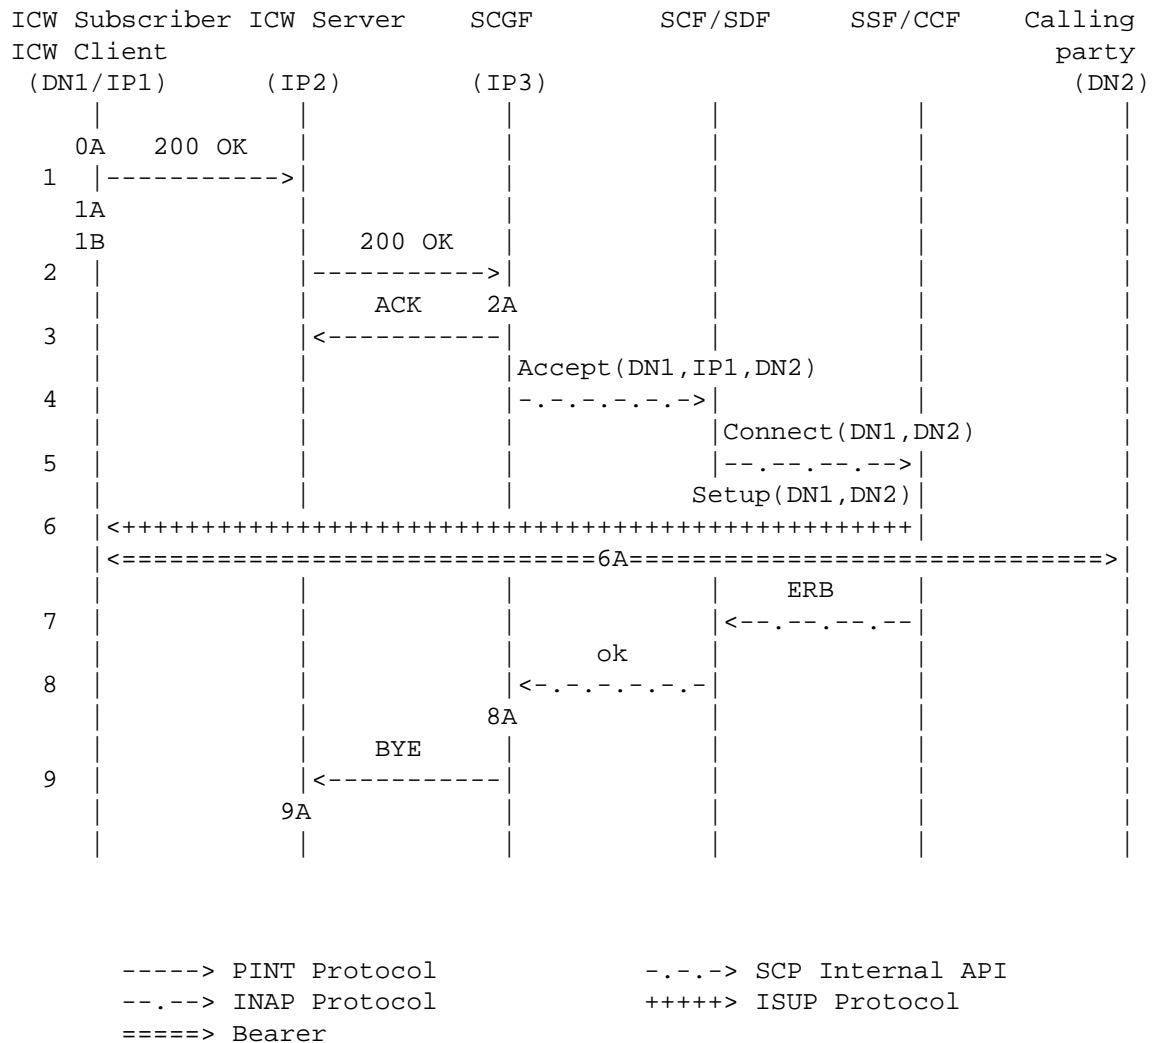 ICW Subscriber ICW Server    SCGF        SCF/SDF      SSF/CCF    Calling
ICW Client                                                         party
 (DN1/IP1)      (IP2)        (IP3)                                  (DN2)
     |            |            |            |            |            |
    0A   200 OK   |            |            |            |            |
  1  |----------->|            |            |            |            |
    1A            |            |            |            |            |
    1B            |   200 OK   |            |            |            |
  2  |            |----------->|            |            |            |
     |            |    ACK    2A            |            |            |
  3  |            |<-----------|            |            |            |
     |            |            |Accept(DN1,IP1,DN2)      |            |
  4  |            |            |-.-.-.-.-.->|            |            |
     |            |            |            |Connect(DN1,DN2)         |
  5  |            |            |            |--.--.--.-->|            |
     |            |            |           Setup(DN1,DN2)|            |
  6  |<++++++++++++++++++++++++++++++++++++++++++++++++++|            |
     |<==============================6A==============================>|
     |            |            |            |    ERB     |            |
  7  |            |            |            |<--.--.--.--|            |
     |            |            |     ok     |            |            |
  8  |            |            |<-.-.-.-.-.-|            |            |
     |            |           8A            |            |            |
     |            |    BYE     |            |            |            |
  9  |            |<-----------|            |            |            |
     |           9A            |            |            |            |
     |            |            |            |            |            |
       -----> PINT Protocol             -.-.-> SCP Internal API
       --.--> INAP Protocol             +++++> ISUP Protocol
       =====> Bearer